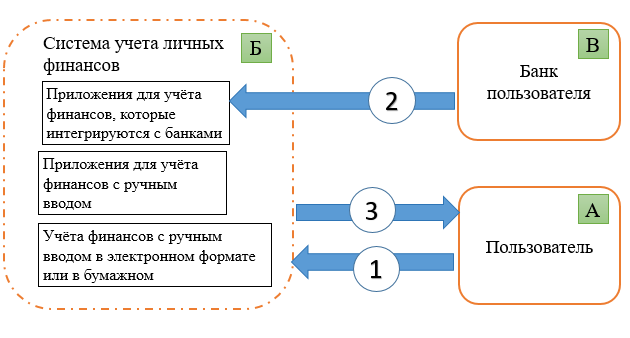 Система учета личных
финансов
Б
Приложения для учёта
финансов, которые
интегрируются с банками
Приложения для учёта
финансов с ручным
вводом
Учёта финансов с ручным
вводом в электронном формате
или в бумажном
2
3
1
В
Банк
пользователя
А
Пользователь